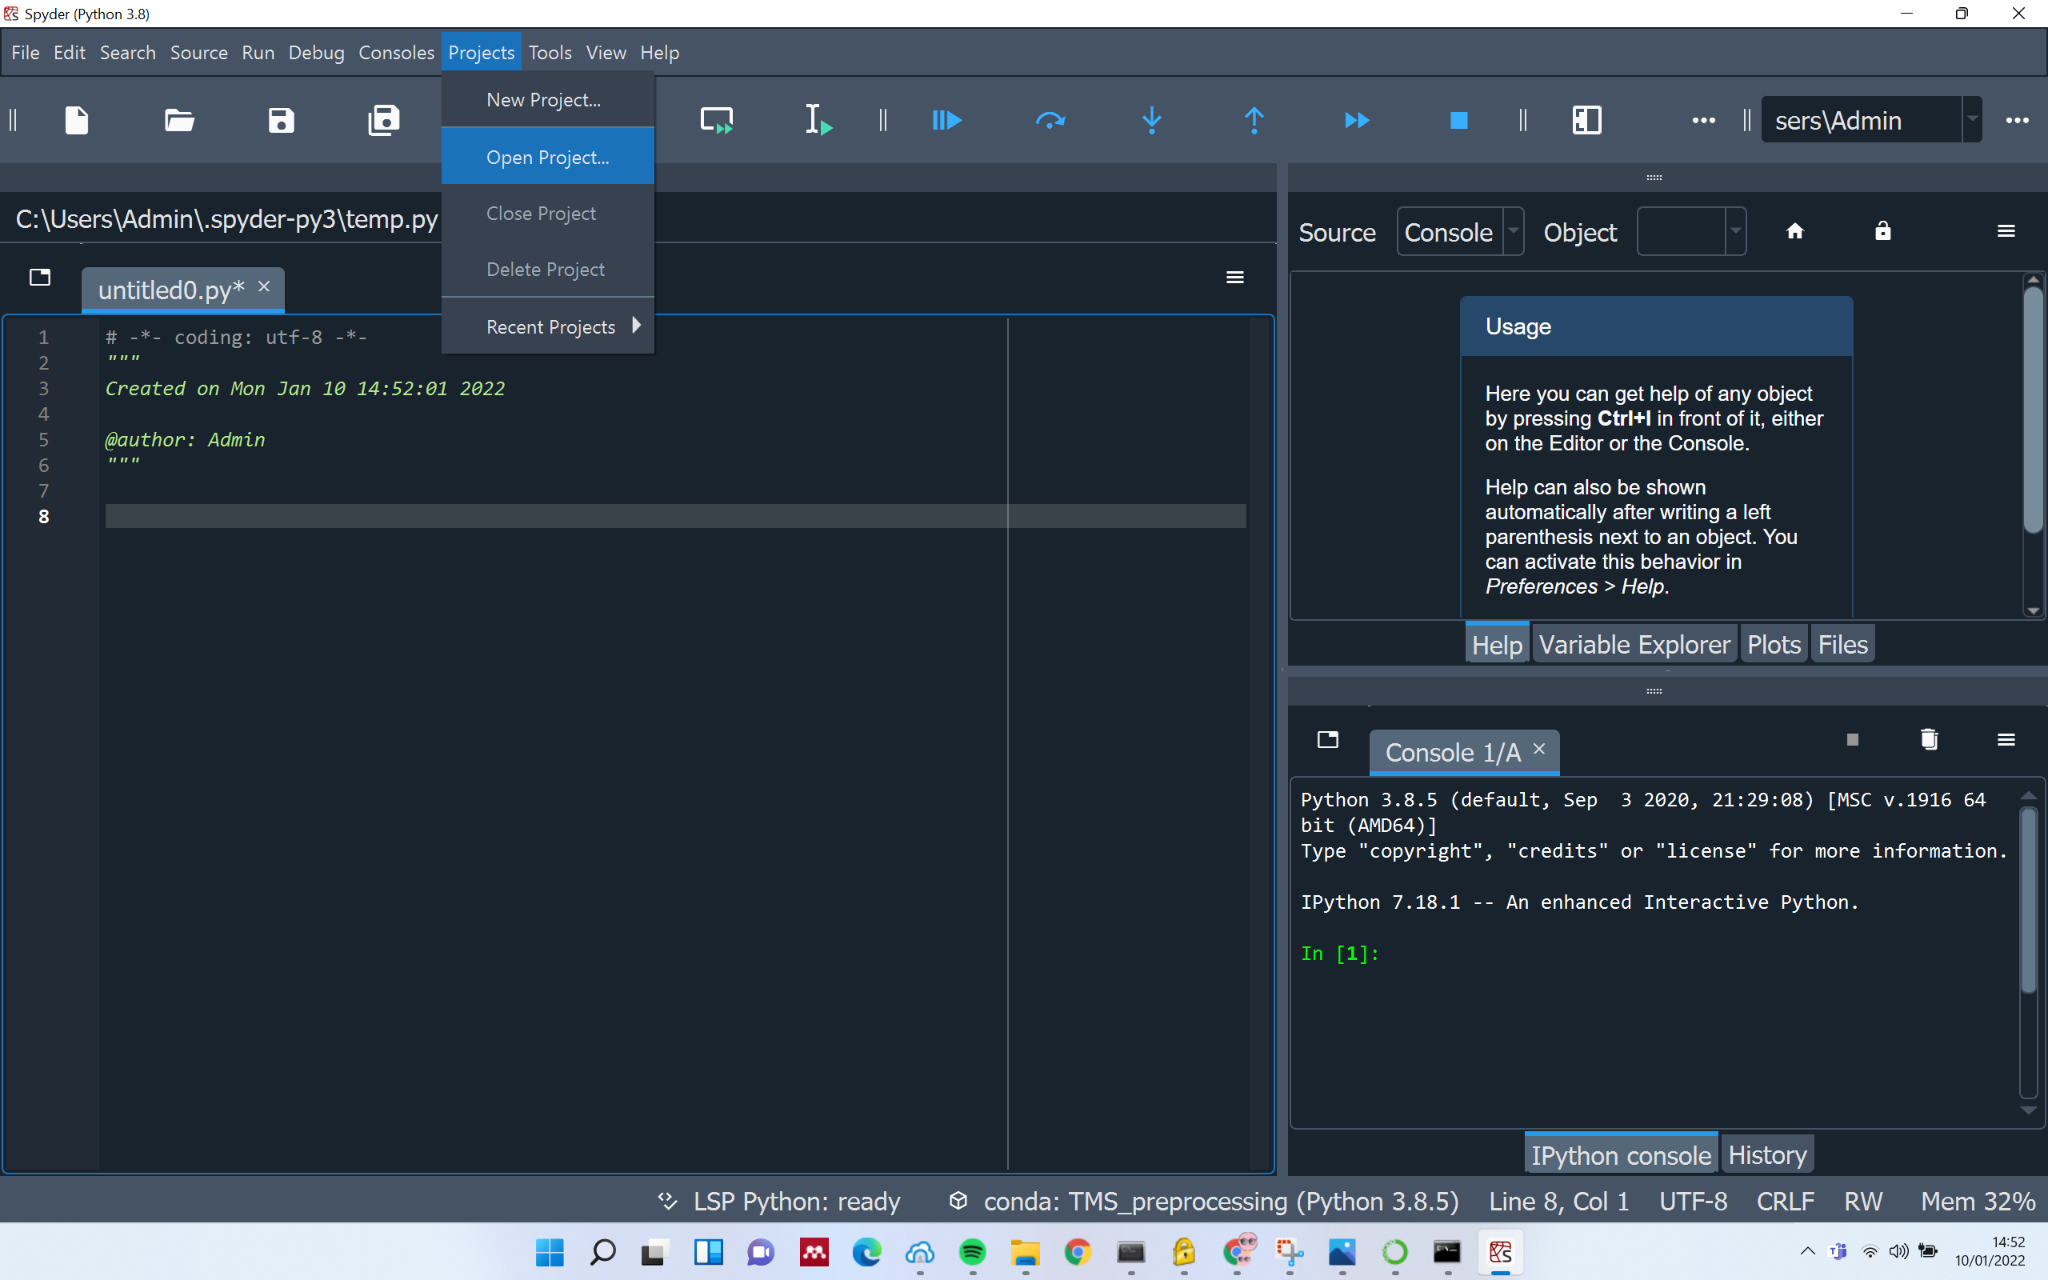 Spyder (Python 3.8)
File Edit Search Source Run Debug Consoles Projects Tools View Help
New Project...
Open Project...
Close Project
Delete Project
Recent Projects
sers\Admin
C:\Users\Admin\.spyder-py3\temp.py
untitled0.py*
1 # -*- coding: utf-8 -*-
2 """
3 Created on Mon Jan 10 14:52:01 2022
4
5 @author: Admin
6 """
7
8
Source Console Object
Usage
Here you can get help of any object
by pressing Ctrl+I in front of it, either
on the Editor or the Console.
Help can also be shown
automatically after writing a left
parenthesis next to an object. You
can activate this behavior in
Preferences > Help.
Help Variable Explorer Plots Files
Console 1/A
Python 3.8.5 (default, Sep  3 2020, 21:29:08) [MSC v.1916 64
bit (AMD64)]
Type "copyright", "credits" or "license" for more information.
IPython 7.18.1 -- An enhanced Interactive Python.
In [1]:
IPython console History
LSP Python: ready conda: TMS_preprocessing (Python 3.8.5) Line 8, Col 1 UTF-8 CRLF RW Mem 32%
14:52
10/01/2022